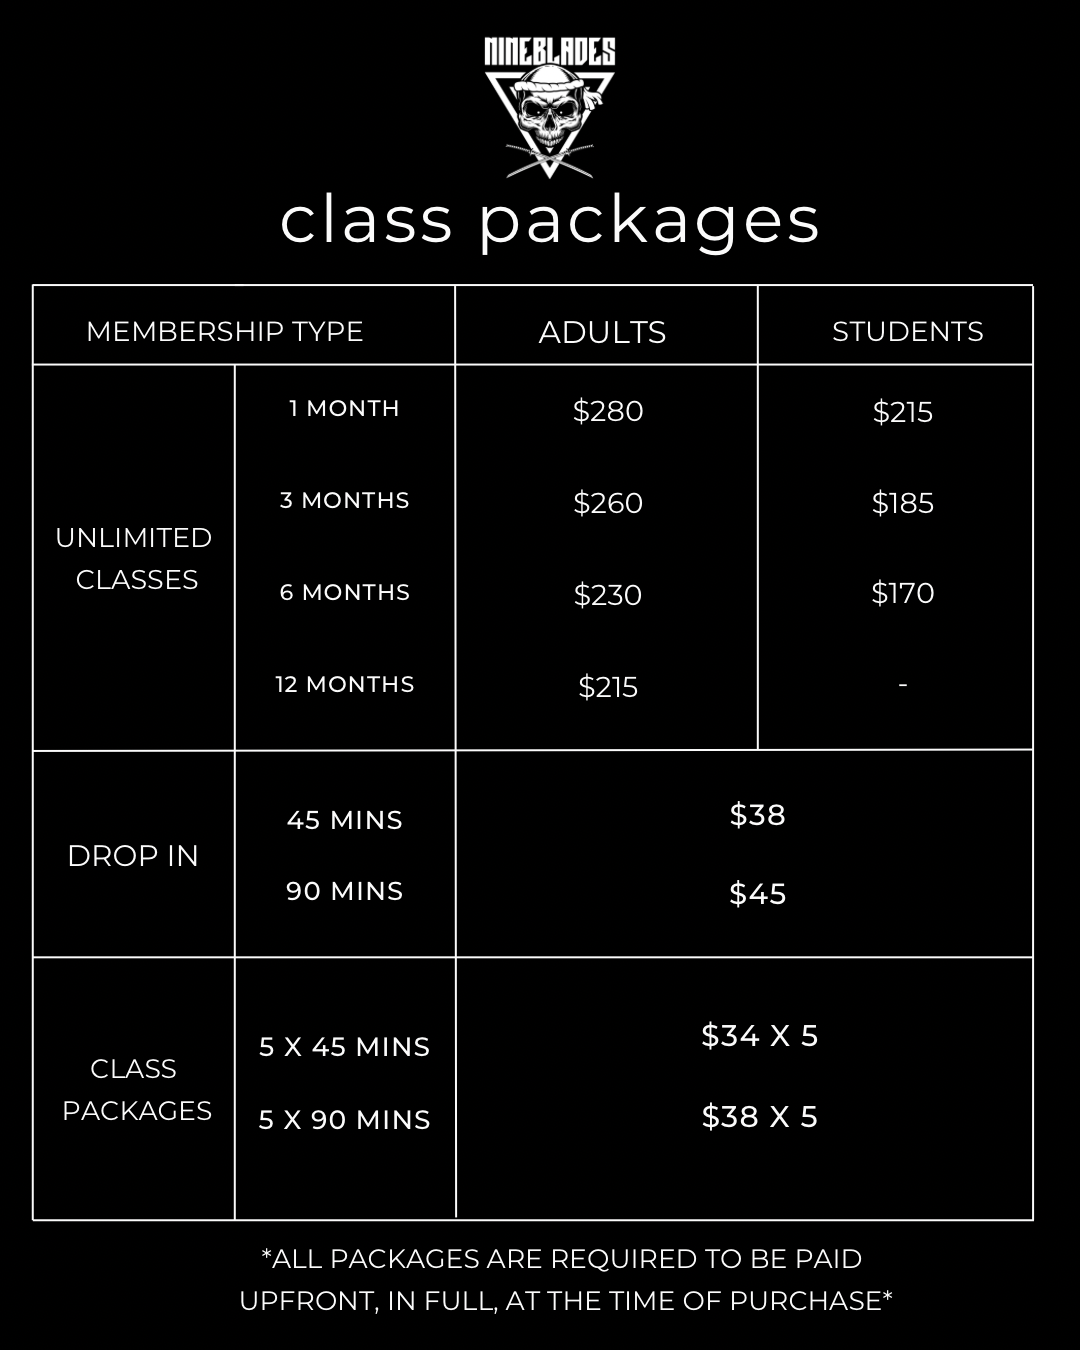 NINEBLADES
class packages
MEMBERSHIP TYPE ADULTS STUDENTS
UNLIMITED
CLASSES
1 MONTH $280 $215
3 MONTHS $260 $185
6 MONTHS $230 $170
12 MONTHS $215 -
DROP IN
45 MINS $38
90 MINS $45
CLASS
PACKAGES
5 X 45 MINS $34 X 5
5 X 90 MINS $38 X 5
*ALL PACKAGES ARE REQUIRED TO BE PAID
UPFRONT, IN FULL, AT THE TIME OF PURCHASE*